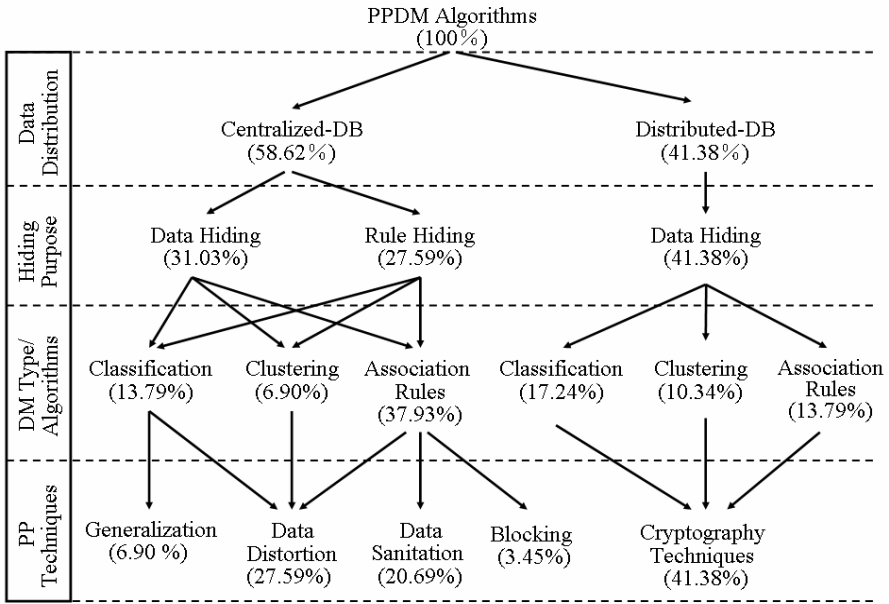 PPDM Algorithms
(100%)
Data
Distribution
Centralized-DB
(58.62%)
Distributed-DB
(41.38%)
Hiding
Purpose
Data Hiding
(31.03%)
Rule Hiding
(27.59%)
Data Hiding
(41.38%)
DM Type/
Algorithms
Classification
(13.79%)
Clustering
(6.90%)
Association
Rules
(37.93%)
Classification
(17.24%)
Clustering
(10.34%)
Association
Rules
(13.79%)
PP
Techniques
Generalization
(6.90 %)
Data
Distortion
(27.59%)
Data
Sanitation
(20.69%)
Blocking
(3.45%)
Cryptography
Techniques
(41.38%)